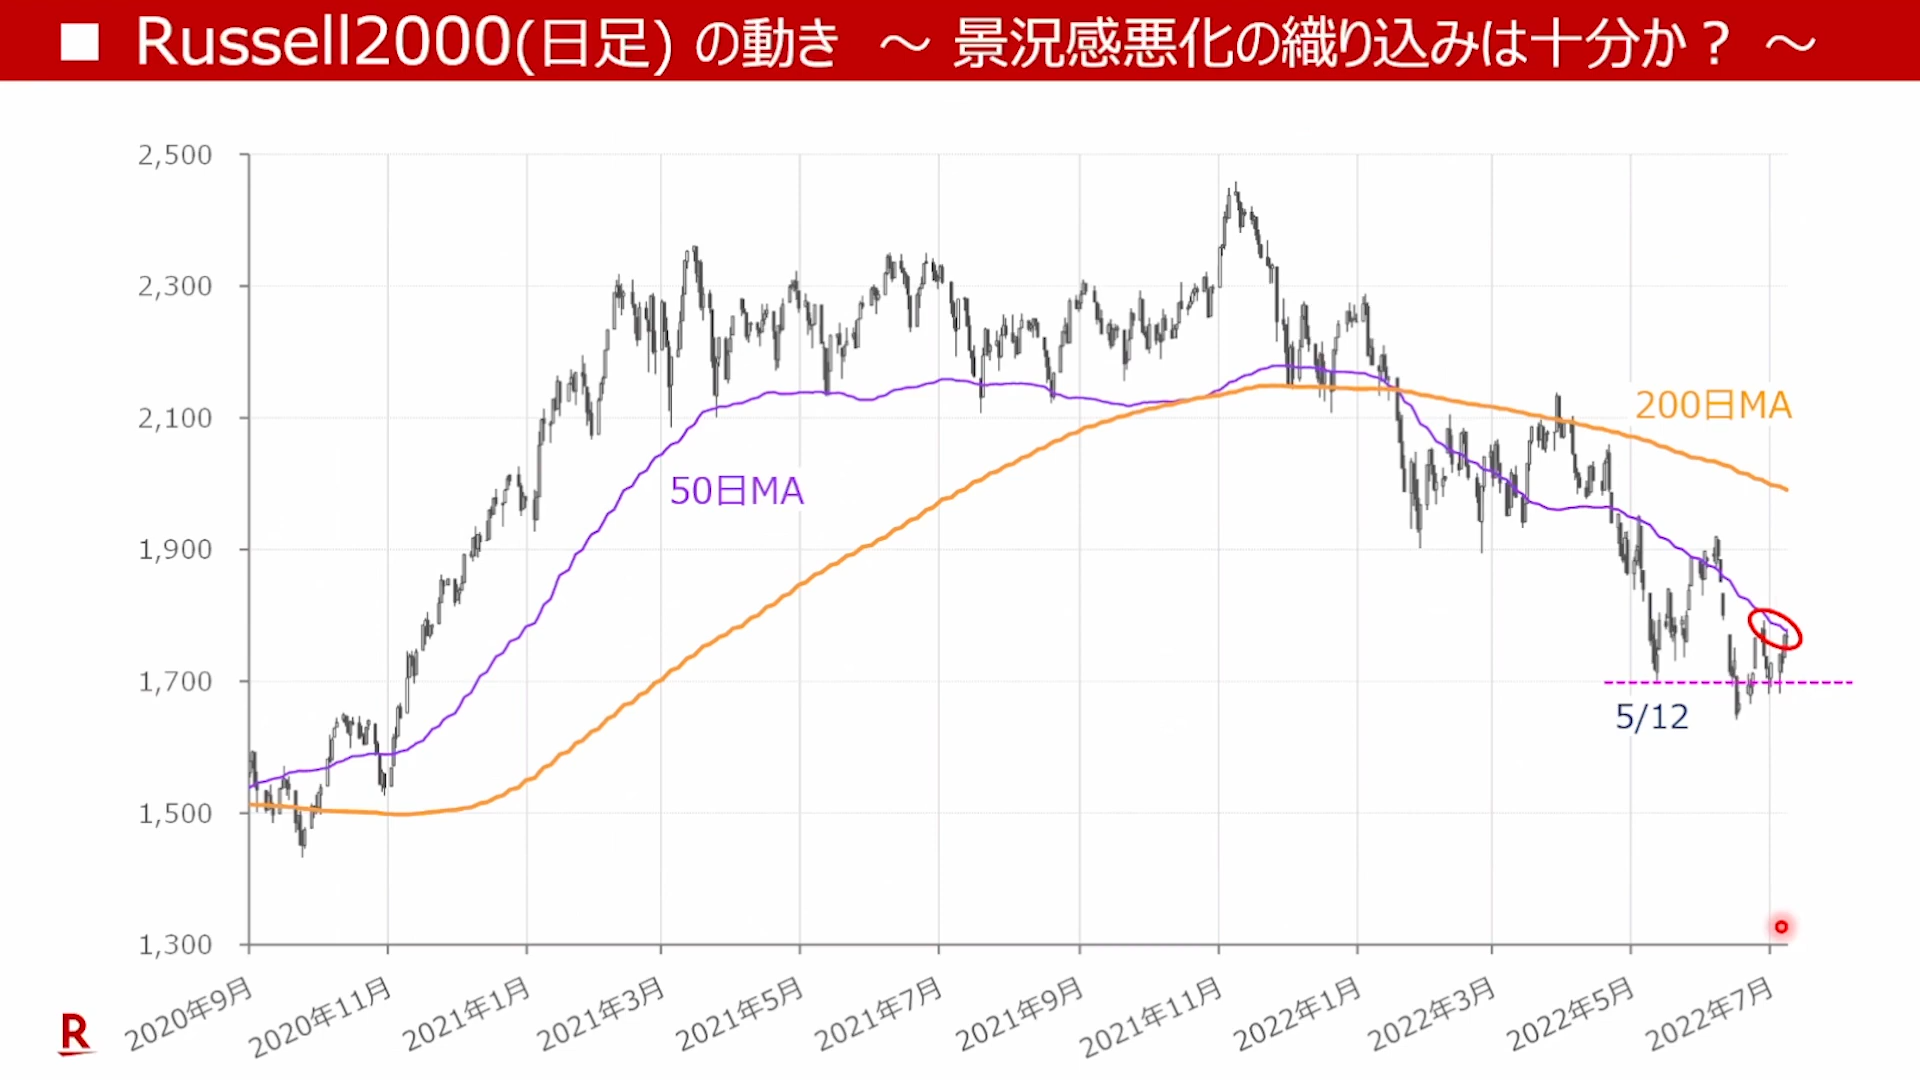 ■ Russell2000(日足) の動き ～ 景況感悪化の織り込みは十分か？ ～
2,500
2,300
2,100
1,900
1,700
1,500
1,300
200日MA
50日MA
5/12
2020年9月
2020年11月
2021年1月
2021年3月
2021年5月
2021年7月
2021年9月
2021年11月
2022年1月
2022年3月
2022年5月
2022年7月
R